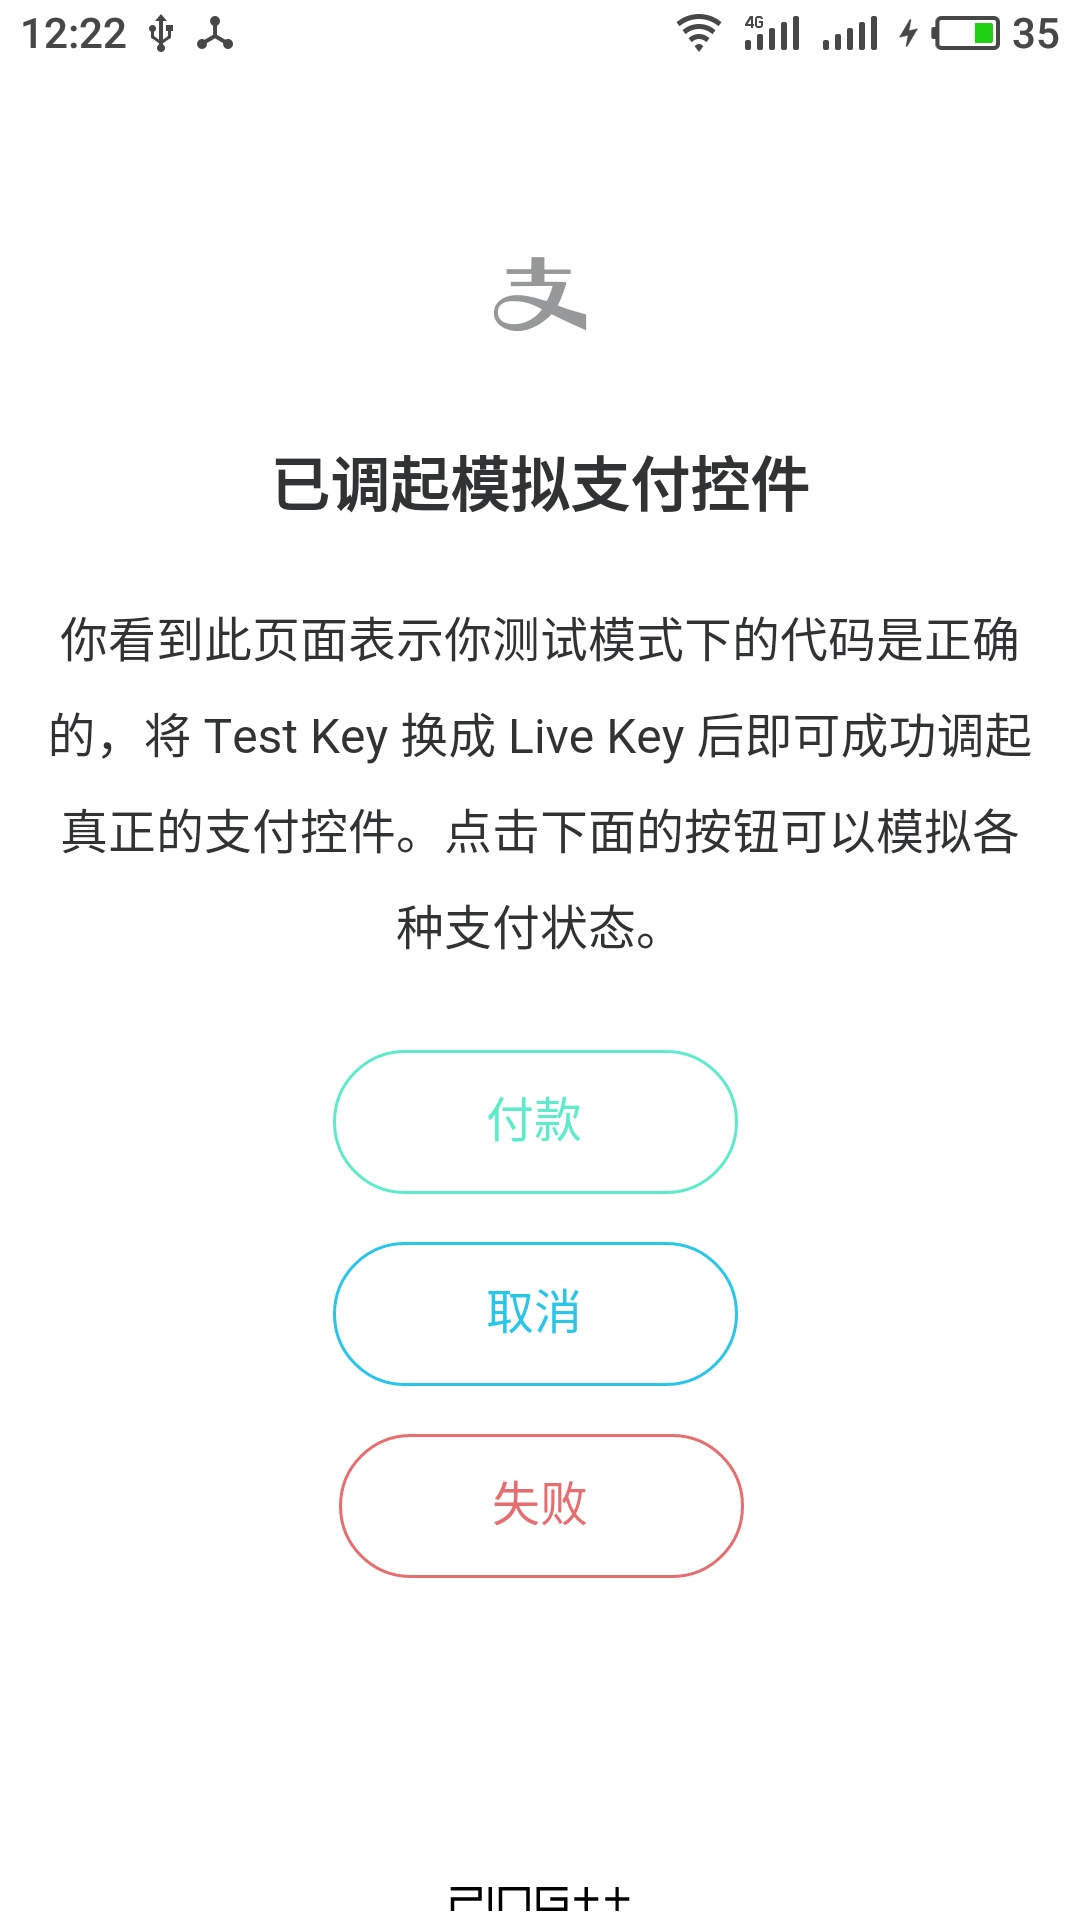 12:22 4G 35
支
已调起模拟支付控件
你看到此页面表示你测试模式下的代码是正确
的，将 Test Key 换成 Live Key 后即可成功调起
真正的支付控件。点击下面的按钮可以模拟各
种支付状态。
付款
取消
失败
PING++